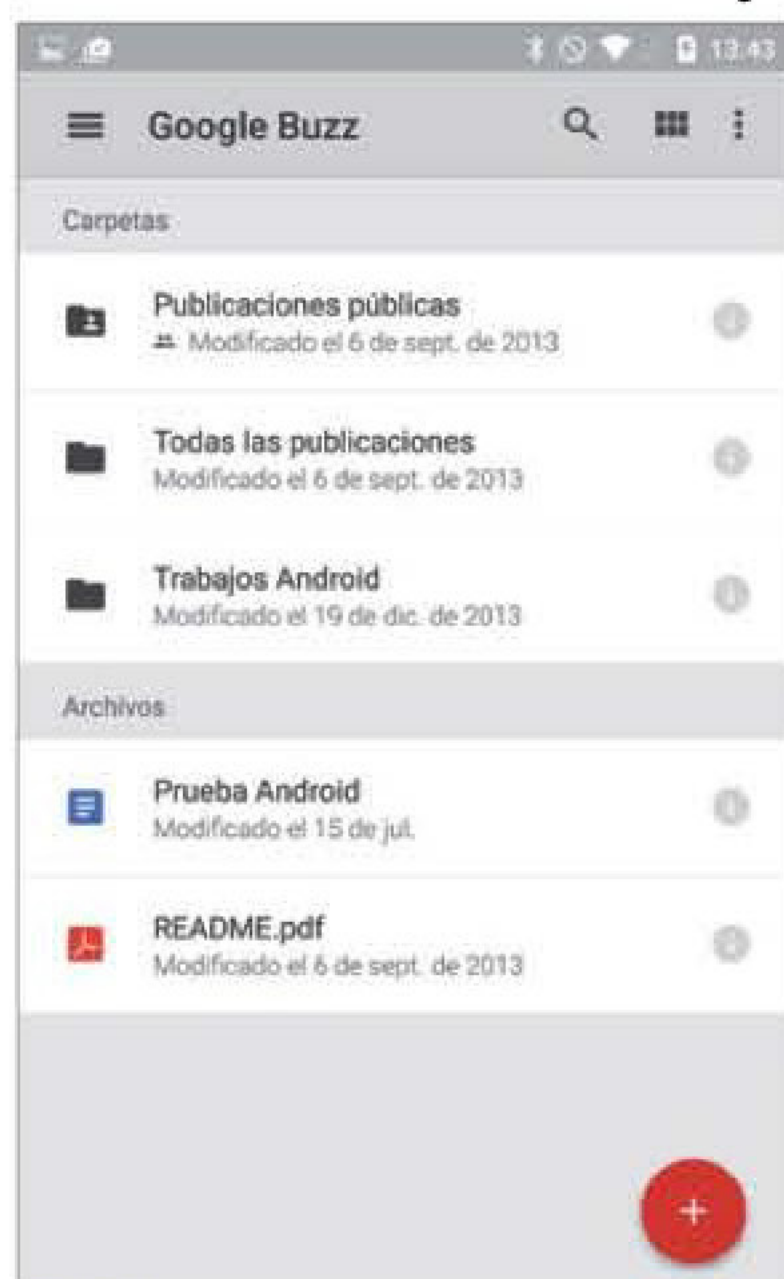 13:43
Google Buzz
Carpetas
Publicaciones públicas
Modificado el 6 de sept. de 2013
Todas las publicaciones
Modificado el 6 de sept. de 2013
Trabajos Android
Modificado el 19 de dic. de 2013
Archivos
Prueba Android
Modificado el 15 de jul.
README.pdf
Modificado el 6 de sept. de 2013